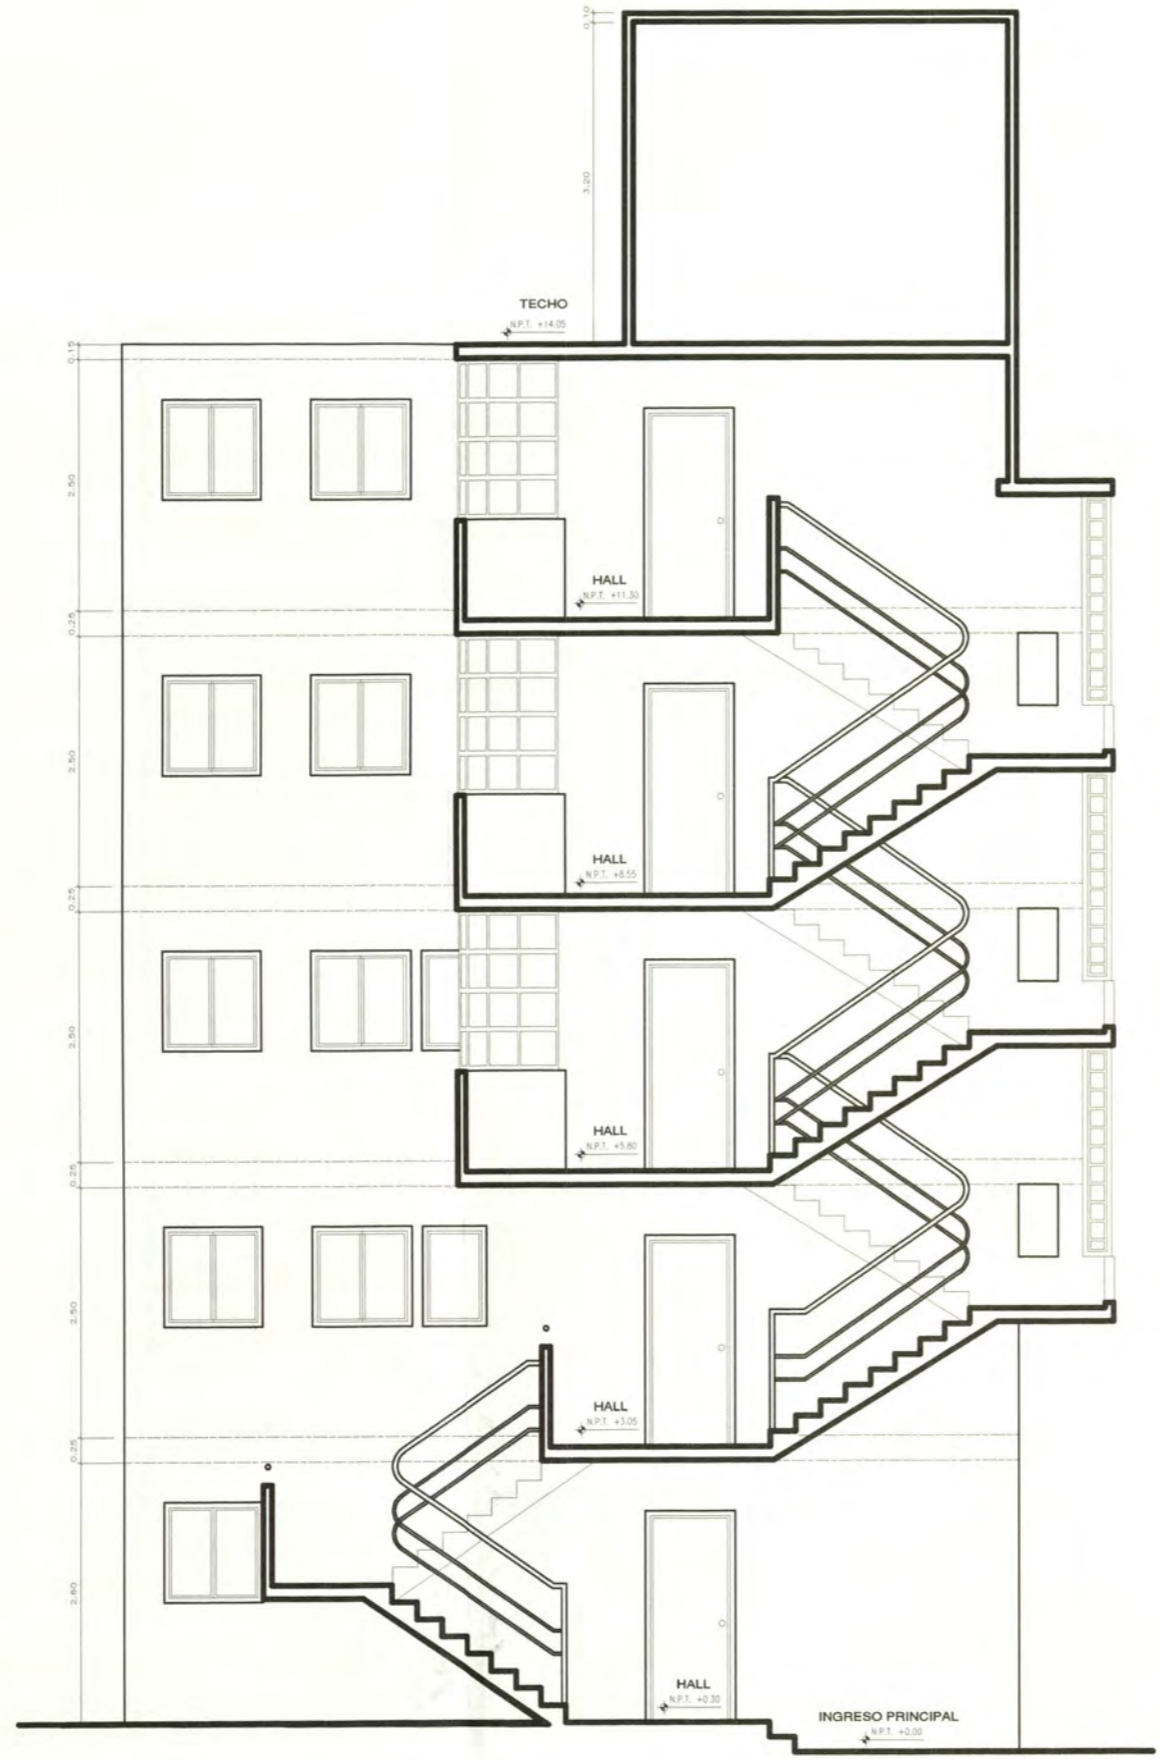 0.10
3.20
TECHO
N.P.T. +14.05
0.15
2.50
HALL
N.P.T. +11.30
0.25
2.50
HALL
N.P.T. +8.55
0.25
2.50
HALL
N.P.T. +5.80
0.25
2.50
HALL
N.P.T. +3.05
0.25
2.60
HALL
N.P.T. +0.30
INGRESO PRINCIPAL
N.P.T. +0.00